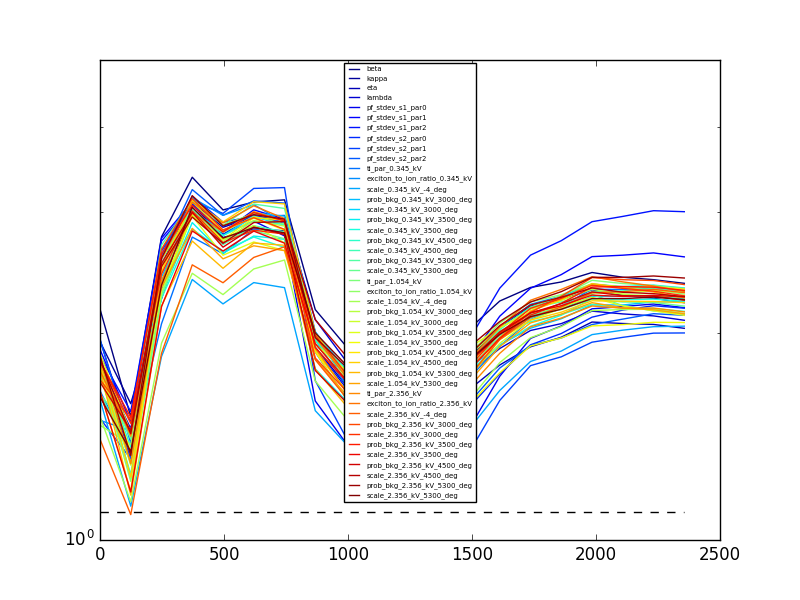 beta
kappa
eta
lambda
pf_stdev_s1_par0
pf_stdev_s1_par1
pf_stdev_s1_par2
pf_stdev_s2_par0
pf_stdev_s2_par1
pf_stdev_s2_par2
ti_par_0.345_kV
exciton_to_ion_ratio_0.345_kV
scale_0.345_kV_-4_deg
prob_bkg_0.345_kV_3000_deg
scale_0.345_kV_3000_deg
prob_bkg_0.345_kV_3500_deg
scale_0.345_kV_3500_deg
prob_bkg_0.345_kV_4500_deg
scale_0.345_kV_4500_deg
prob_bkg_0.345_kV_5300_deg
scale_0.345_kV_5300_deg
ti_par_1.054_kV
exciton_to_ion_ratio_1.054_kV
scale_1.054_kV_-4_deg
prob_bkg_1.054_kV_3000_deg
scale_1.054_kV_3000_deg
prob_bkg_1.054_kV_3500_deg
scale_1.054_kV_3500_deg
prob_bkg_1.054_kV_4500_deg
scale_1.054_kV_4500_deg
prob_bkg_1.054_kV_5300_deg
scale_1.054_kV_5300_deg
ti_par_2.356_kV
exciton_to_ion_ratio_2.356_kV
scale_2.356_kV_-4_deg
prob_bkg_2.356_kV_3000_deg
scale_2.356_kV_3000_deg
prob_bkg_2.356_kV_3500_deg
scale_2.356_kV_3500_deg
prob_bkg_2.356_kV_4500_deg
scale_2.356_kV_4500_deg
prob_bkg_2.356_kV_5300_deg
scale_2.356_kV_5300_deg
10^0
0 500 1000 1500 2000 2500